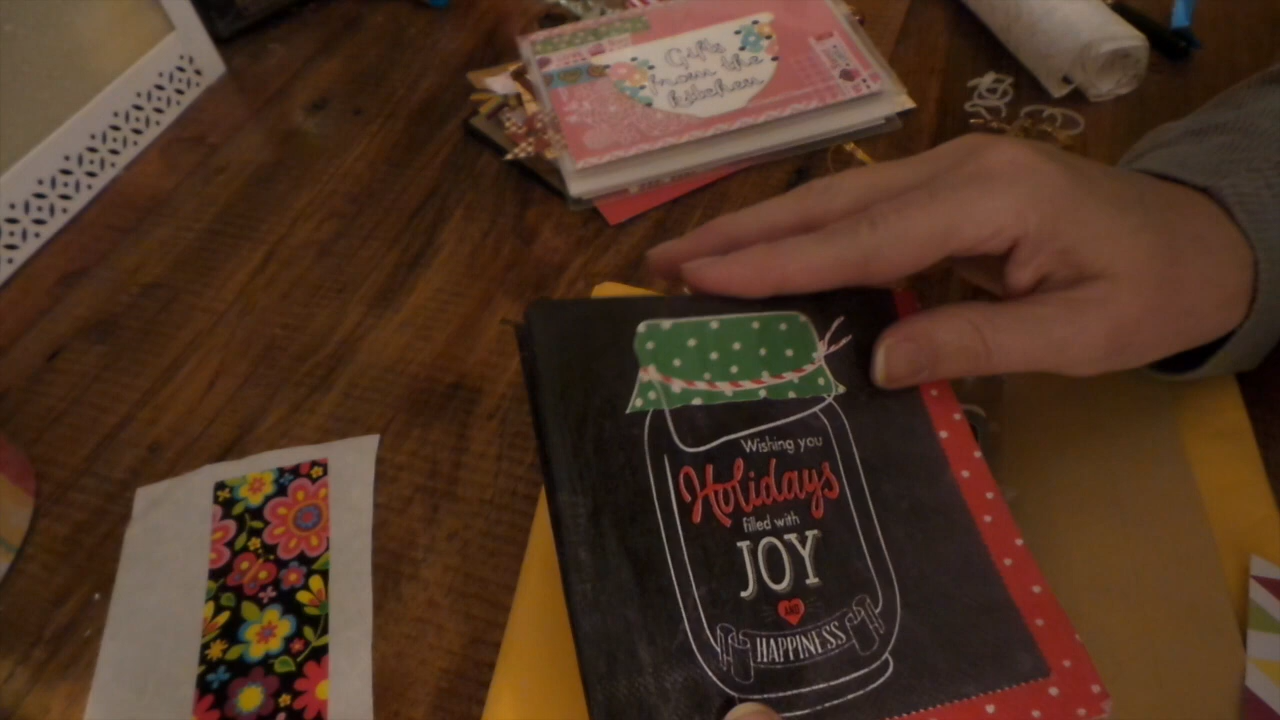 Gifts
from the
kitchen
Wishing you
Holidays
filled with
JOY
AND
HAPPINESS